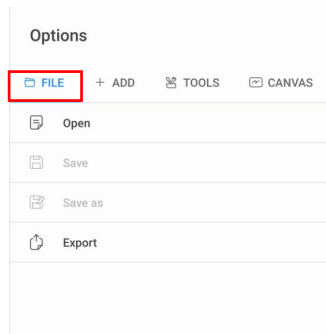 Options
FILE + ADD TOOLS CANVAS
Open
Save
Save as
Export